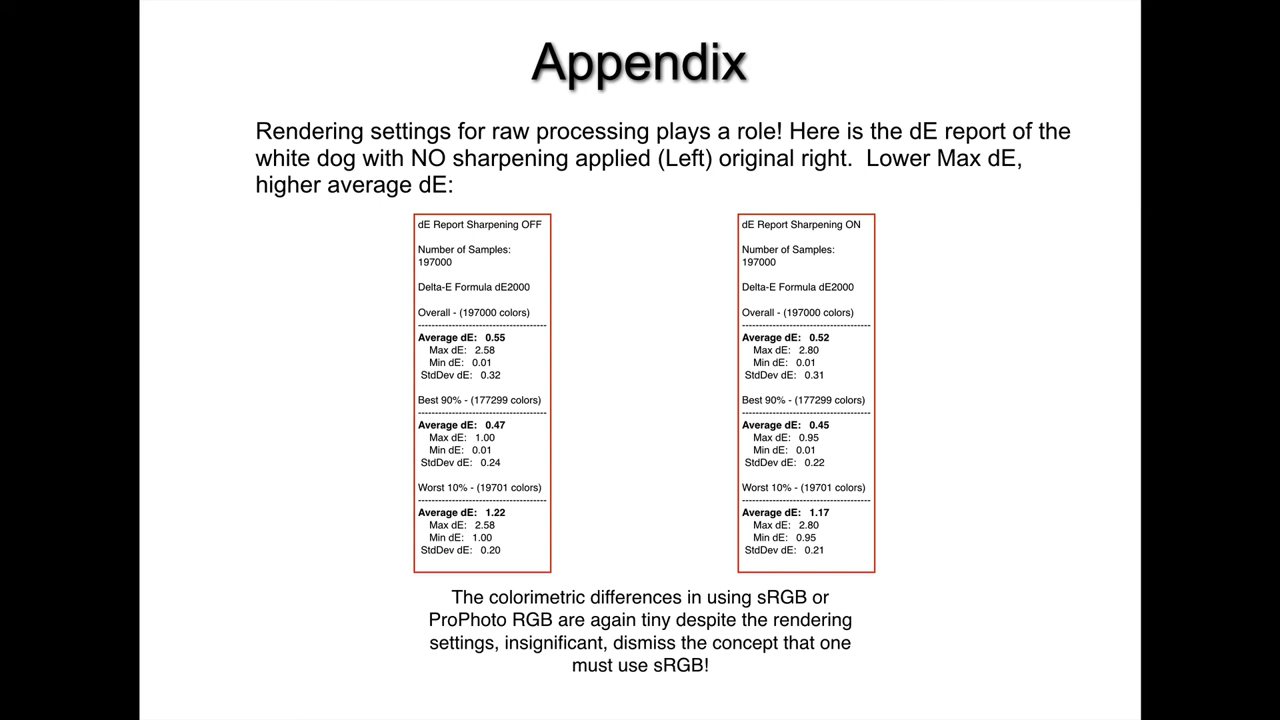 Appendix
Rendering settings for raw processing plays a role! Here is the dE report of the
white dog with NO sharpening applied (Left) original right.  Lower Max dE,
higher average dE:
dE Report Sharpening OFF
Number of Samples:
197000
Delta-E Formula dE2000
Overall - (197000 colors)
--------------------------------------
Average dE:   0.55
Max dE:   2.58
Min dE:   0.01
StdDev dE:   0.32
Best 90% - (177299 colors)
--------------------------------------
Average dE:   0.47
Max dE:   1.00
Min dE:   0.01
StdDev dE:   0.24
Worst 10% - (19701 colors)
--------------------------------------
Average dE:   1.22
Max dE:   2.58
Min dE:   1.00
StdDev dE:   0.20
dE Report Sharpening ON
Number of Samples:
197000
Delta-E Formula dE2000
Overall - (197000 colors)
--------------------------------------
Average dE:   0.52
Max dE:   2.80
Min dE:   0.01
StdDev dE:   0.31
Best 90% - (177299 colors)
--------------------------------------
Average dE:   0.45
Max dE:   0.95
Min dE:   0.01
StdDev dE:   0.22
Worst 10% - (19701 colors)
--------------------------------------
Average dE:   1.17
Max dE:   2.80
Min dE:   0.95
StdDev dE:   0.21
The colorimetric differences in using sRGB or
ProPhoto RGB are again tiny despite the rendering
settings, insignificant, dismiss the concept that one
must use sRGB!